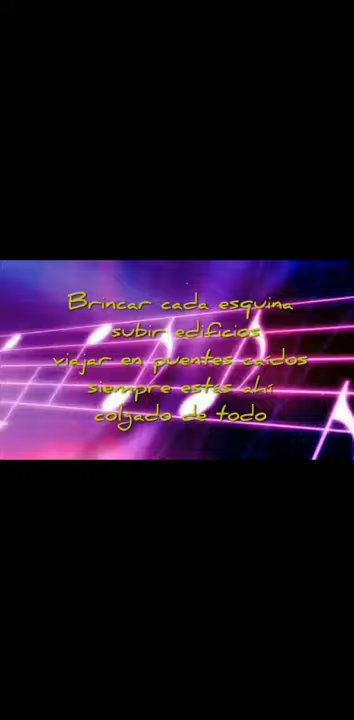 Brincar cada esquina
subir edificios
viajar en puentes caídos
siempre estás ahí
colgado de todo